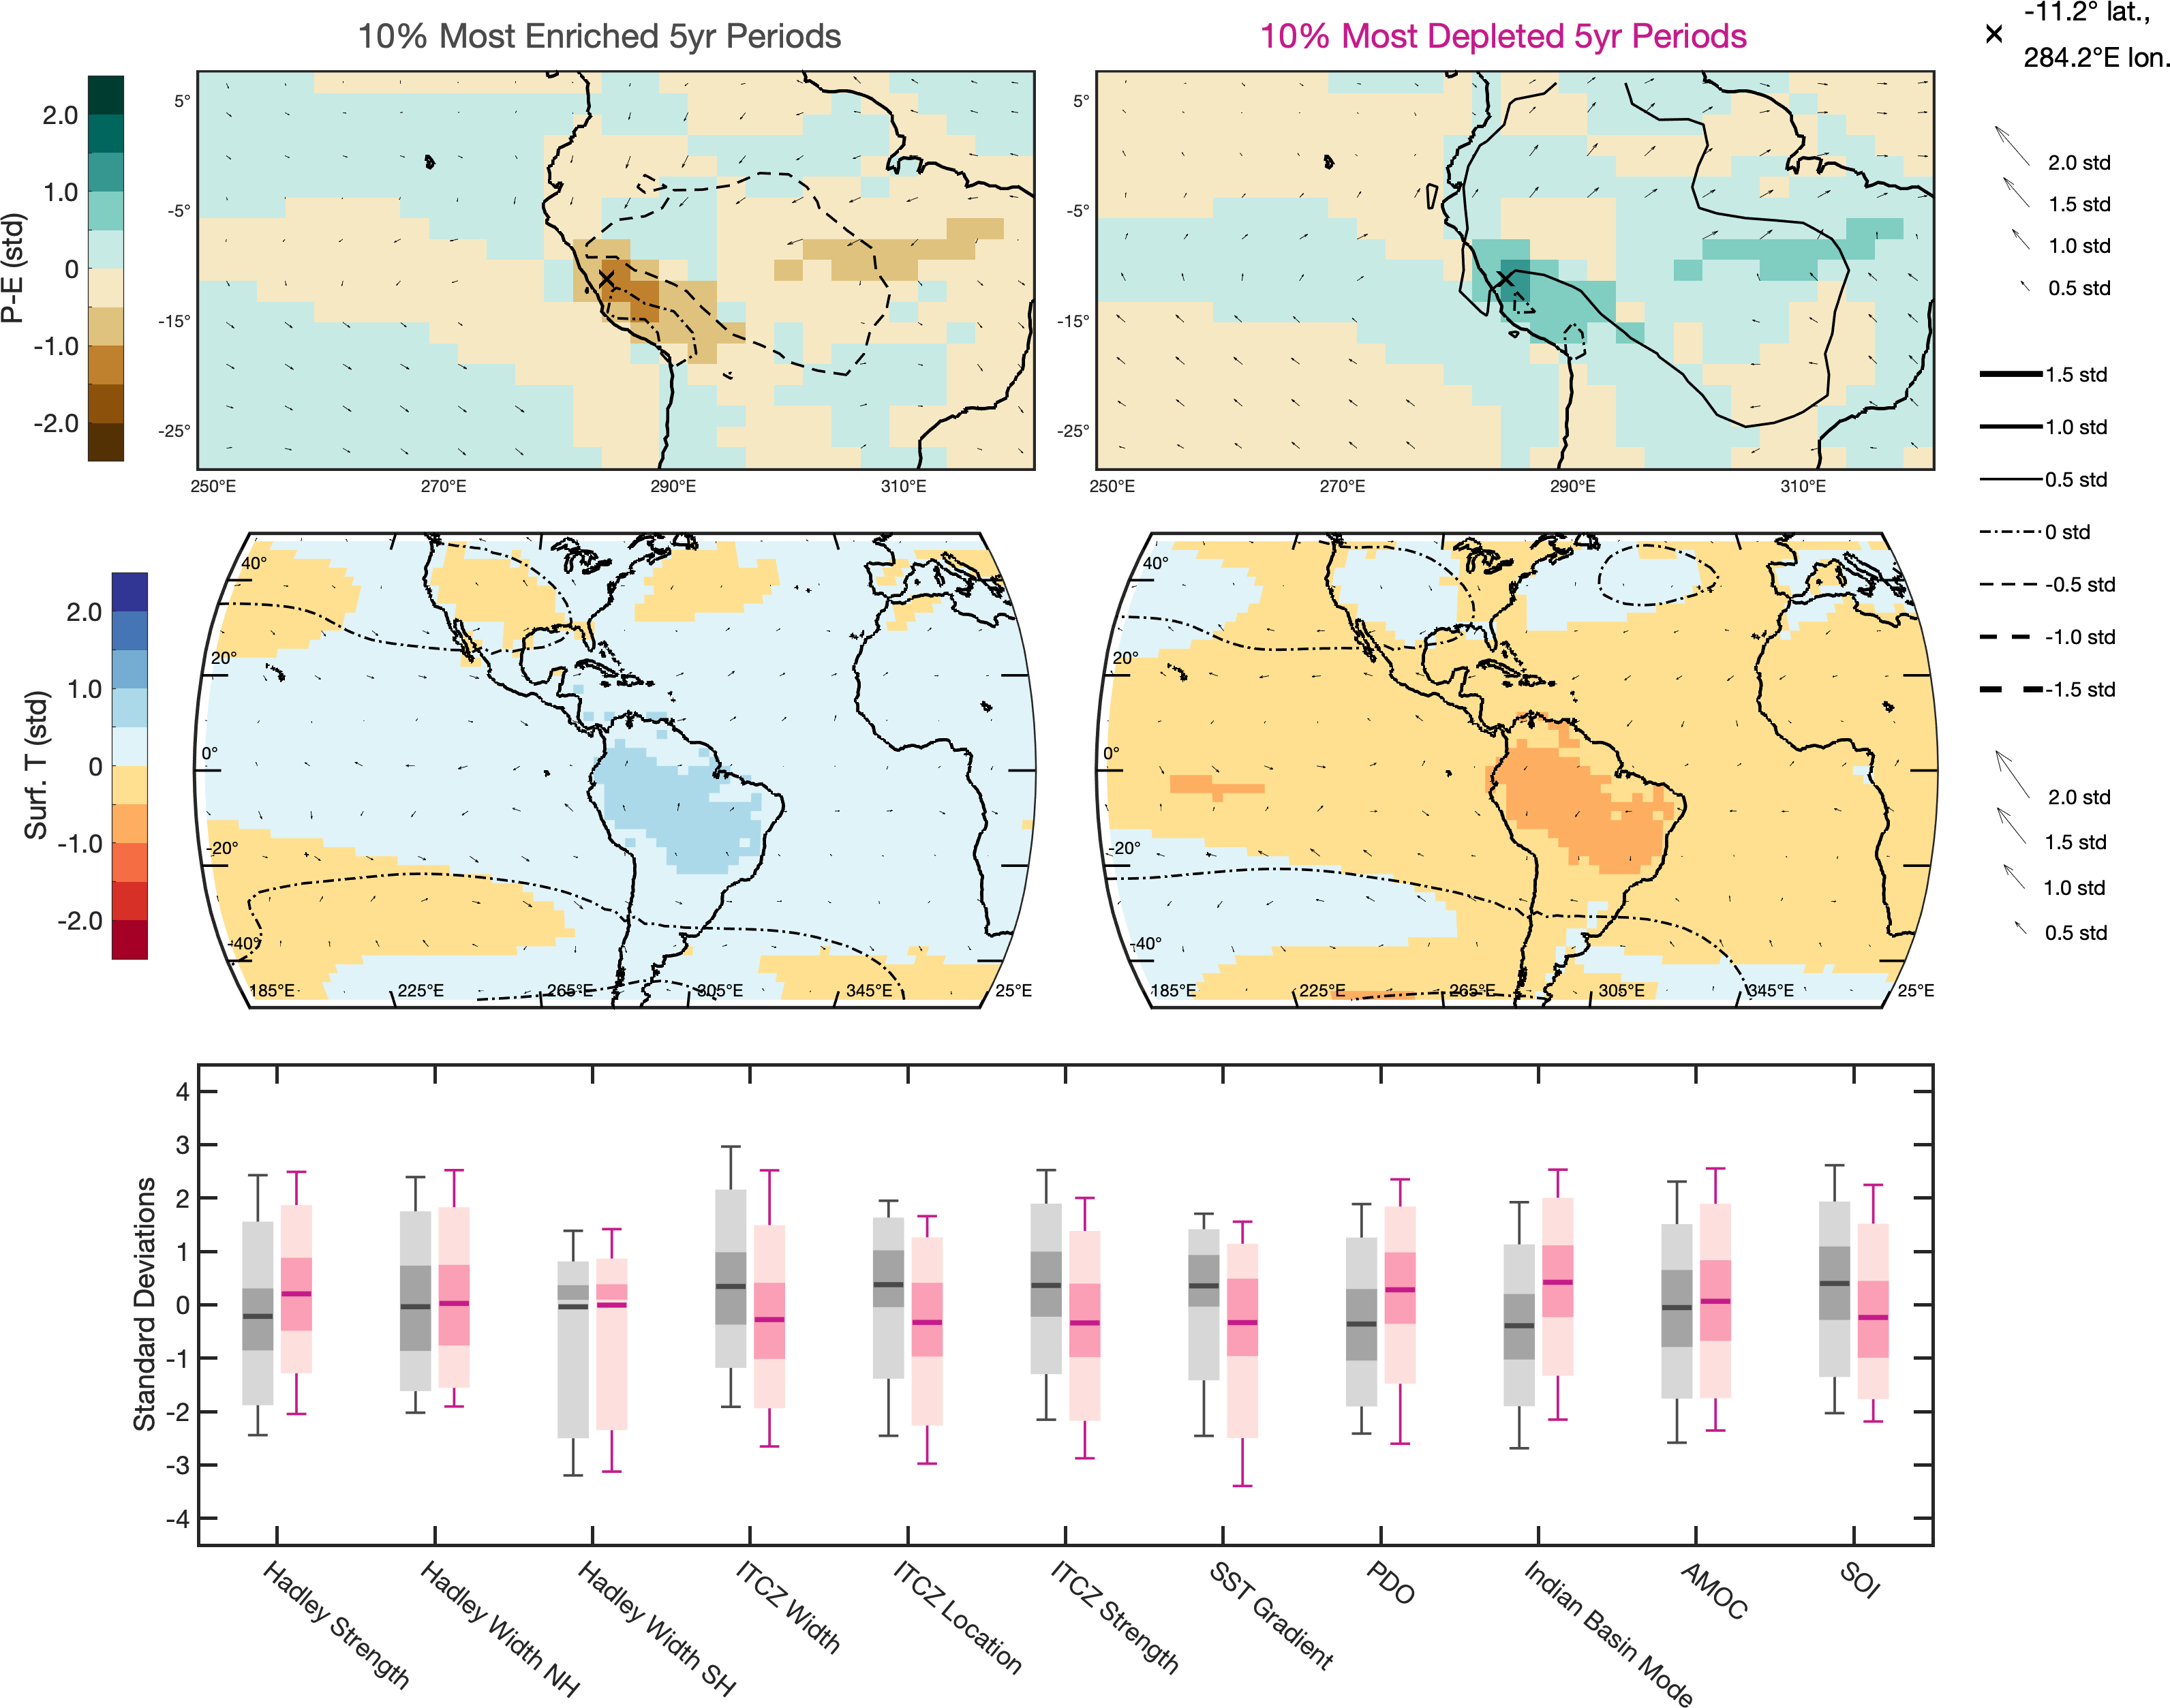 10% Most Enriched 5yr Periods
10% Most Depleted 5yr Periods
-11.2° lat.,
284.2°E lon.
P-E (std)
2.0
1.0
0
-1.0
-2.0
5°
-5°
-15°
-25°
250°E
270°E
290°E
310°E
5°
-5°
-15°
-25°
250°E
270°E
290°E
310°E
2.0 std
1.5 std
1.0 std
0.5 std
1.5 std
1.0 std
0.5 std
0 std
-0.5 std
-1.0 std
-1.5 std
Surf. T (std)
2.0
1.0
0
-1.0
-2.0
40°
20°
0°
-20°
-40°
185°E
225°E
265°E
305°E
345°E
25°E
40°
20°
0°
-20°
-40°
185°E
225°E
265°E
305°E
345°E
25°E
2.0 std
1.5 std
1.0 std
0.5 std
Standard Deviations
4
3
2
1
0
-1
-2
-3
-4
Hadley Strength
Hadley Width NH
Hadley Width SH
ITCZ Width
ITCZ Location
ITCZ Strength
SST Gradient
PDO
Indian Basin Mode
AMOC
SOI